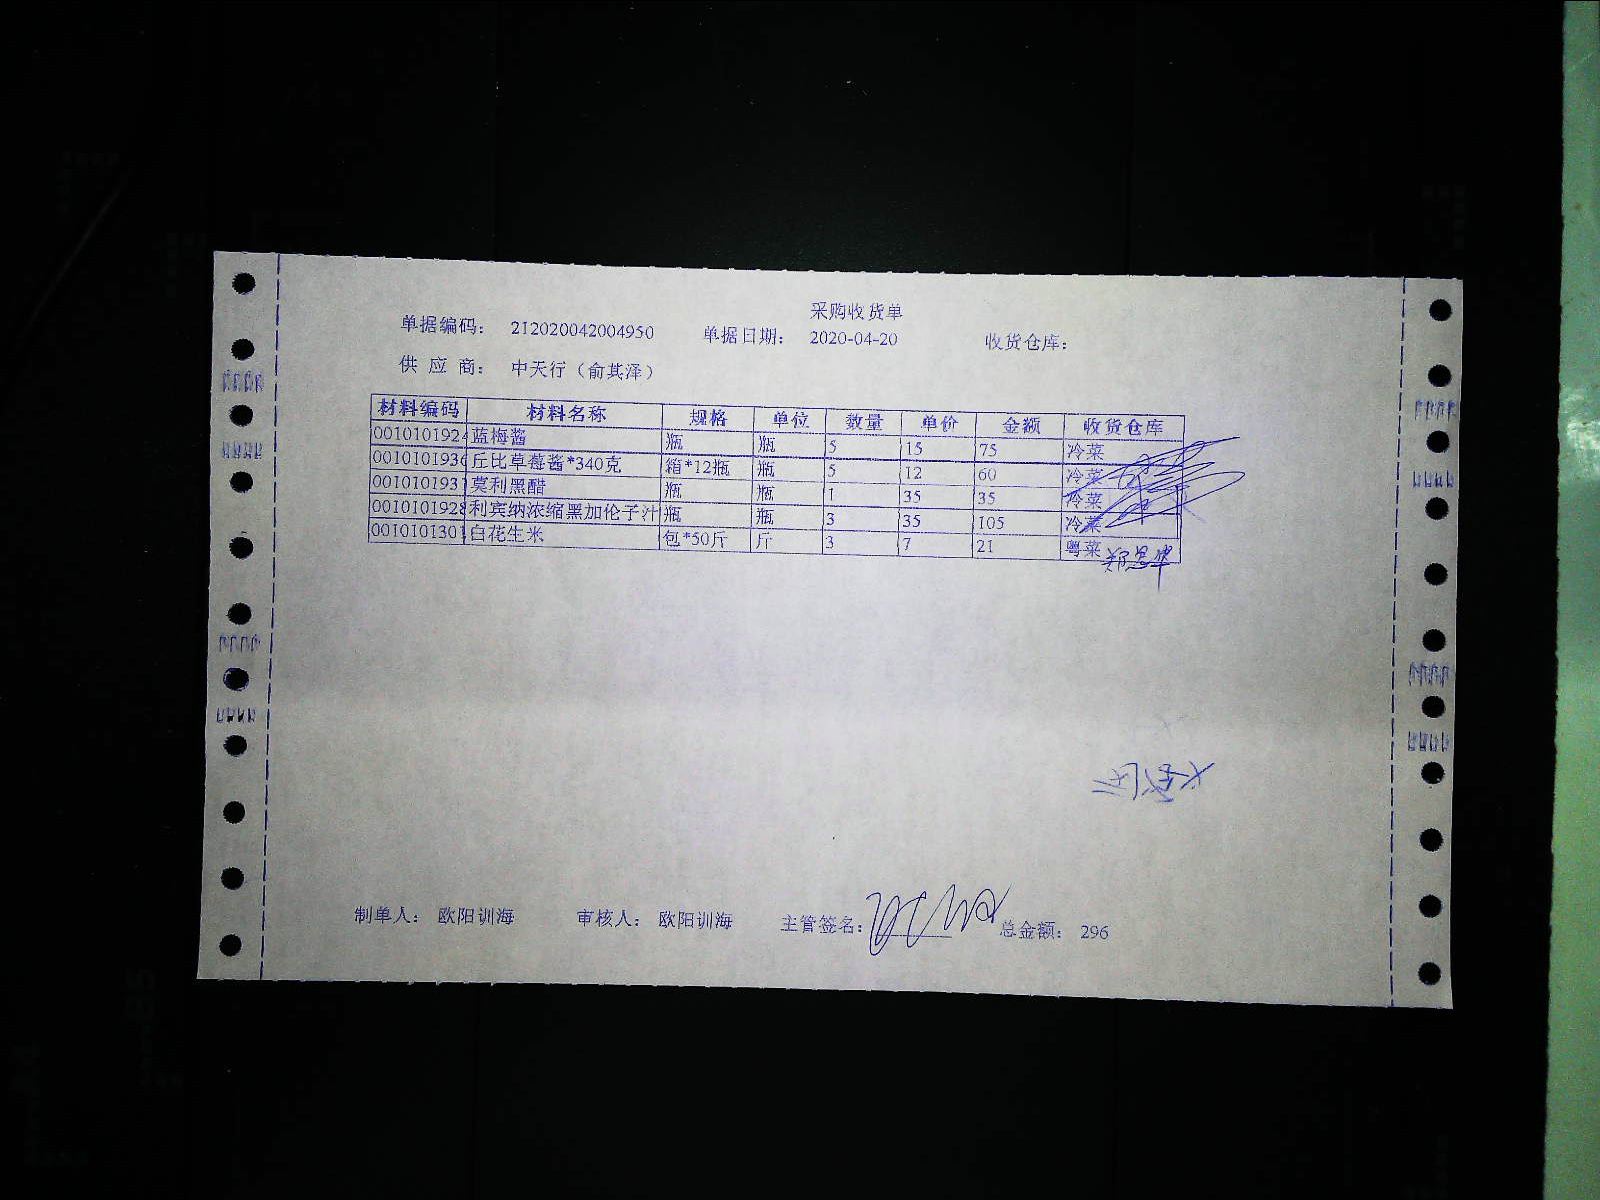 采购收货单
单据编码： 212020042004950 单据日期： 2020-04-20 收货仓库：
供 应 商： 中天行（俞其泽）
材料编码 材料名称 规格 单位 数量 单价 金额 收货仓库
0010101924 蓝梅酱 瓶 瓶 5 15 75 冷菜
001010193 丘比草莓酱*340克 箱*12瓶 瓶 5 12 60 冷菜
001010193 莫利黑醋 瓶 瓶 1 35 35 冷菜
0010101928 利宾纳浓缩黑加伦子汁 瓶 瓶 3 35 105 冷菜
001010130 白花生米 包*50斤 斤 3 7 21 粤菜
制单人： 欧阳训海 审核人： 欧阳训海 主管签名： 总金额： 296